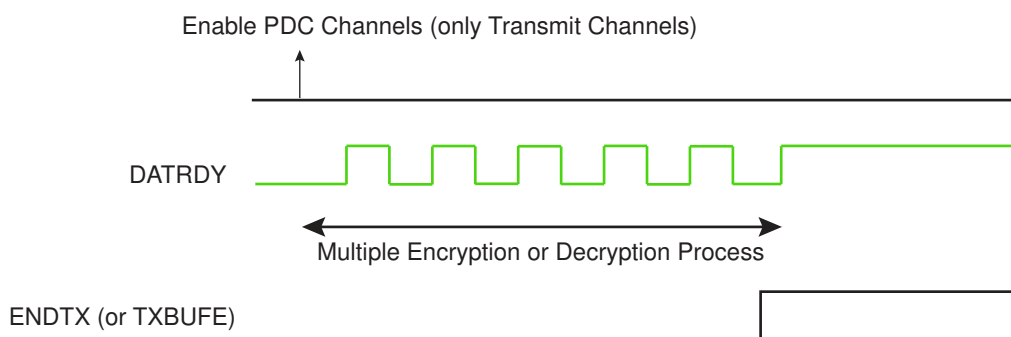 Enable PDC Channels (only Transmit Channels)
DATRDY
Multiple Encryption or Decryption Process
ENDTX (or TXBUFE)